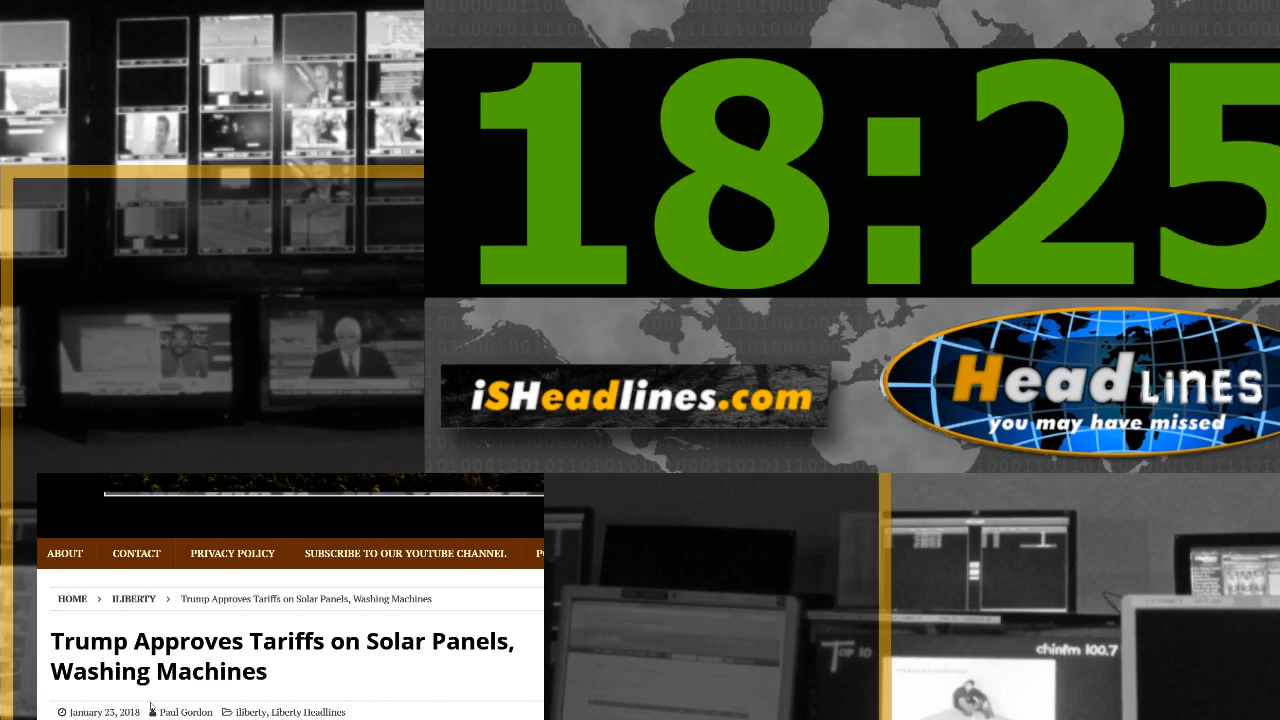 18:25
iSHeadlines.com
HeadLINES
you may have missed
ABOUT CONTACT PRIVACY POLICY SUBSCRIBE TO OUR YOUTUBE CHANNEL
HOME > ILIBERTY > Trump Approves Tariffs on Solar Panels, Washing Machines
Trump Approves Tariffs on Solar Panels,
Washing Machines
January 23, 2018 Paul Gordon iliberty, Liberty Headlines
TOP 10
chinfm 100.7